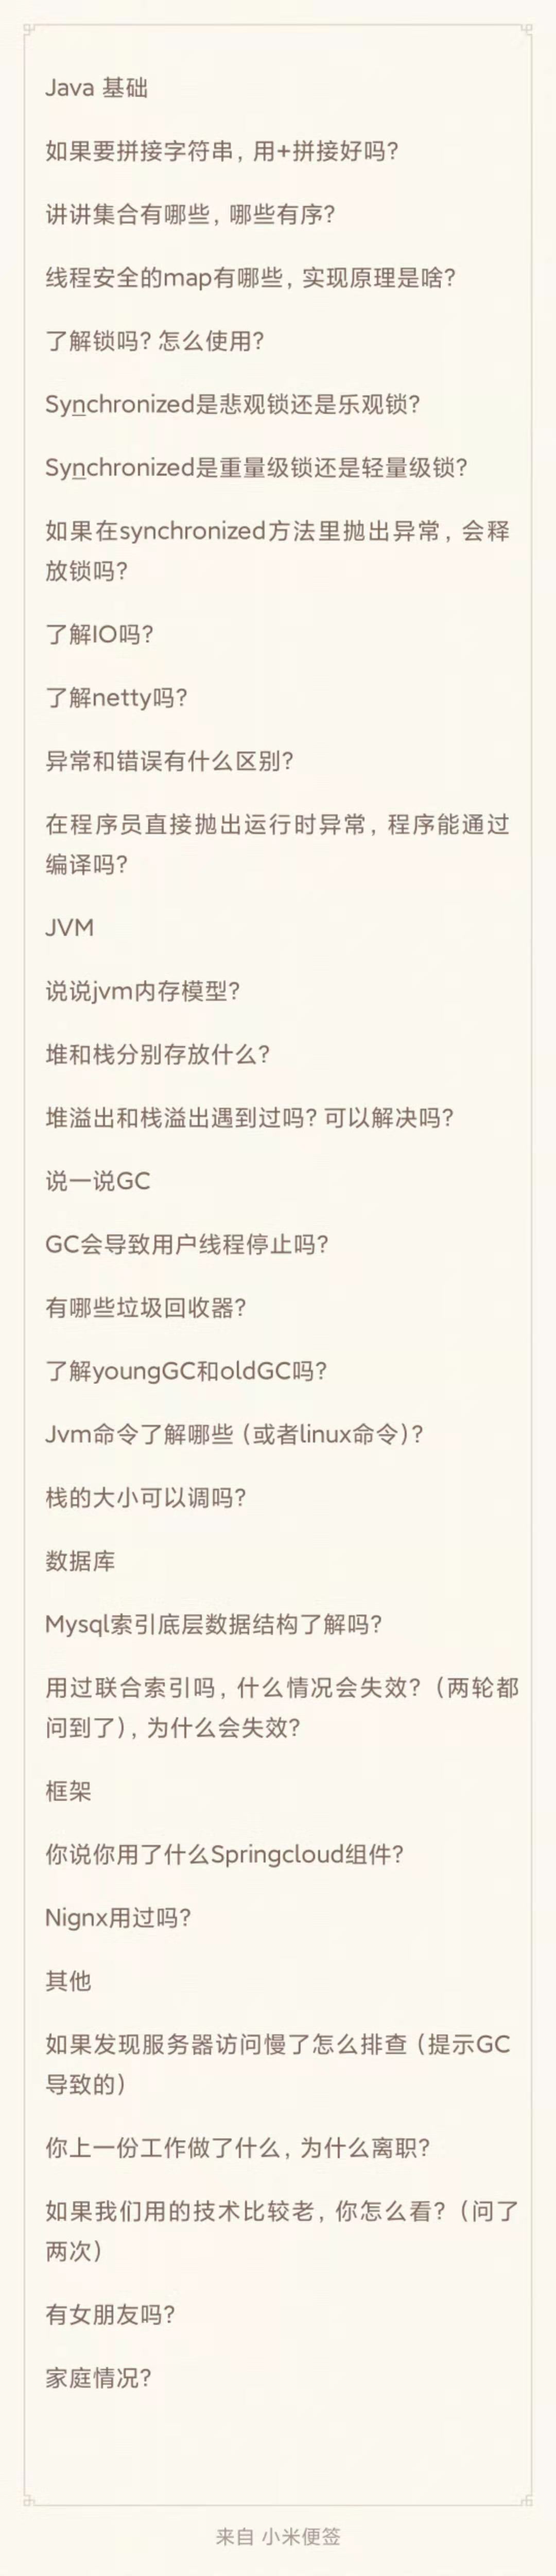 Java 基础
如果要拼接字符串，用+拼接好吗？
讲讲集合有哪些，哪些有序？
线程安全的map有哪些，实现原理是啥？
了解锁吗？怎么使用？
Synchronized是悲观锁还是乐观锁？
Synchronized是重量级锁还是轻量级锁？
如果在synchronized方法里抛出异常，会释
放锁吗？
了解IO吗？
了解netty吗？
异常和错误有什么区别？
在程序员直接抛出运行时异常，程序能通过
编译吗？
JVM
说说jvm内存模型？
堆和栈分别存放什么？
堆溢出和栈溢出遇到过吗？可以解决吗？
说一说GC
GC会导致用户线程停止吗？
有哪些垃圾回收器？
了解youngGC和oldGC吗？
Jvm命令了解哪些（或者linux命令）？
栈的大小可以调吗？
数据库
Mysql索引底层数据结构了解吗？
用过联合索引吗，什么情况会失效？（两轮都
问到了），为什么会失效？
框架
你说你用了什么Springcloud组件？
Nignx用过吗？
其他
如果发现服务器访问慢了怎么排查（提示GC
导致的）
你上一份工作做了什么，为什么离职？
如果我们用的技术比较老，你怎么看？（问了
两次）
有女朋友吗？
家庭情况？
来自 小米便签